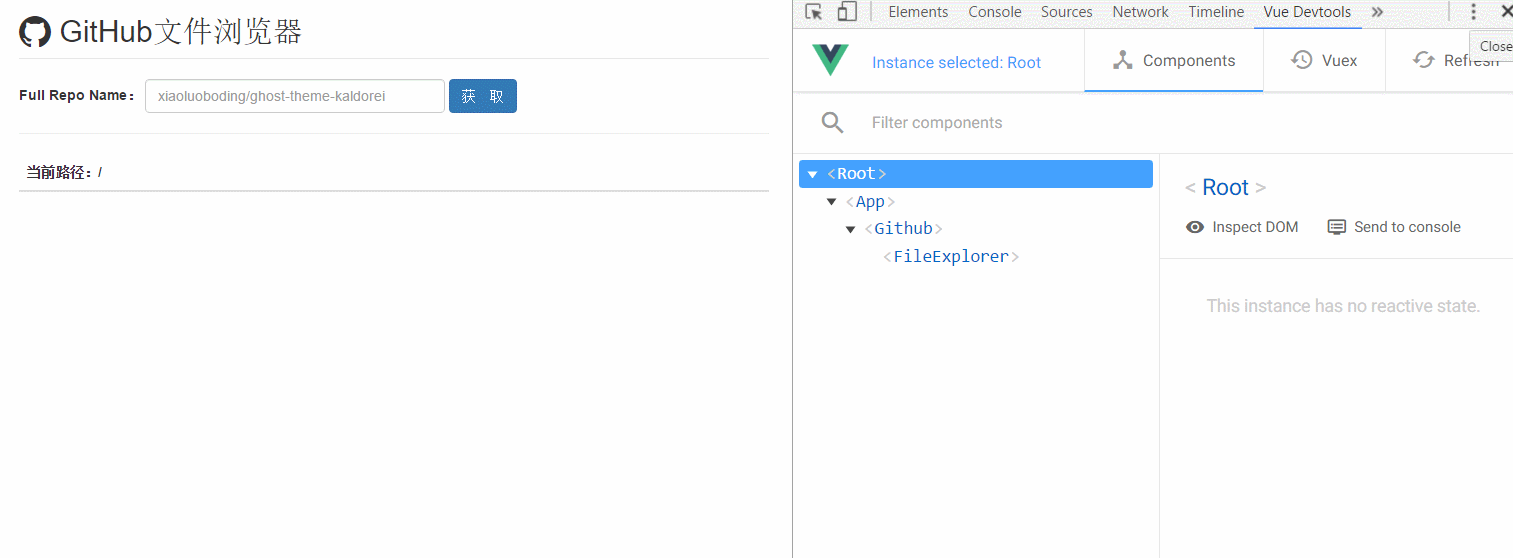 GitHub文件浏览器
Full Repo Name：
xiaoluoboding/ghost-theme-kaldorei
获 取
当前路径：/
Elements Console Sources Network Timeline Vue Devtools »
Close
Instance selected: Root
Components
Vuex
Refresh
Filter components
<Root>
<App>
<Github>
<FileExplorer>
< Root >
Inspect DOM
Send to console
This instance has no reactive state.